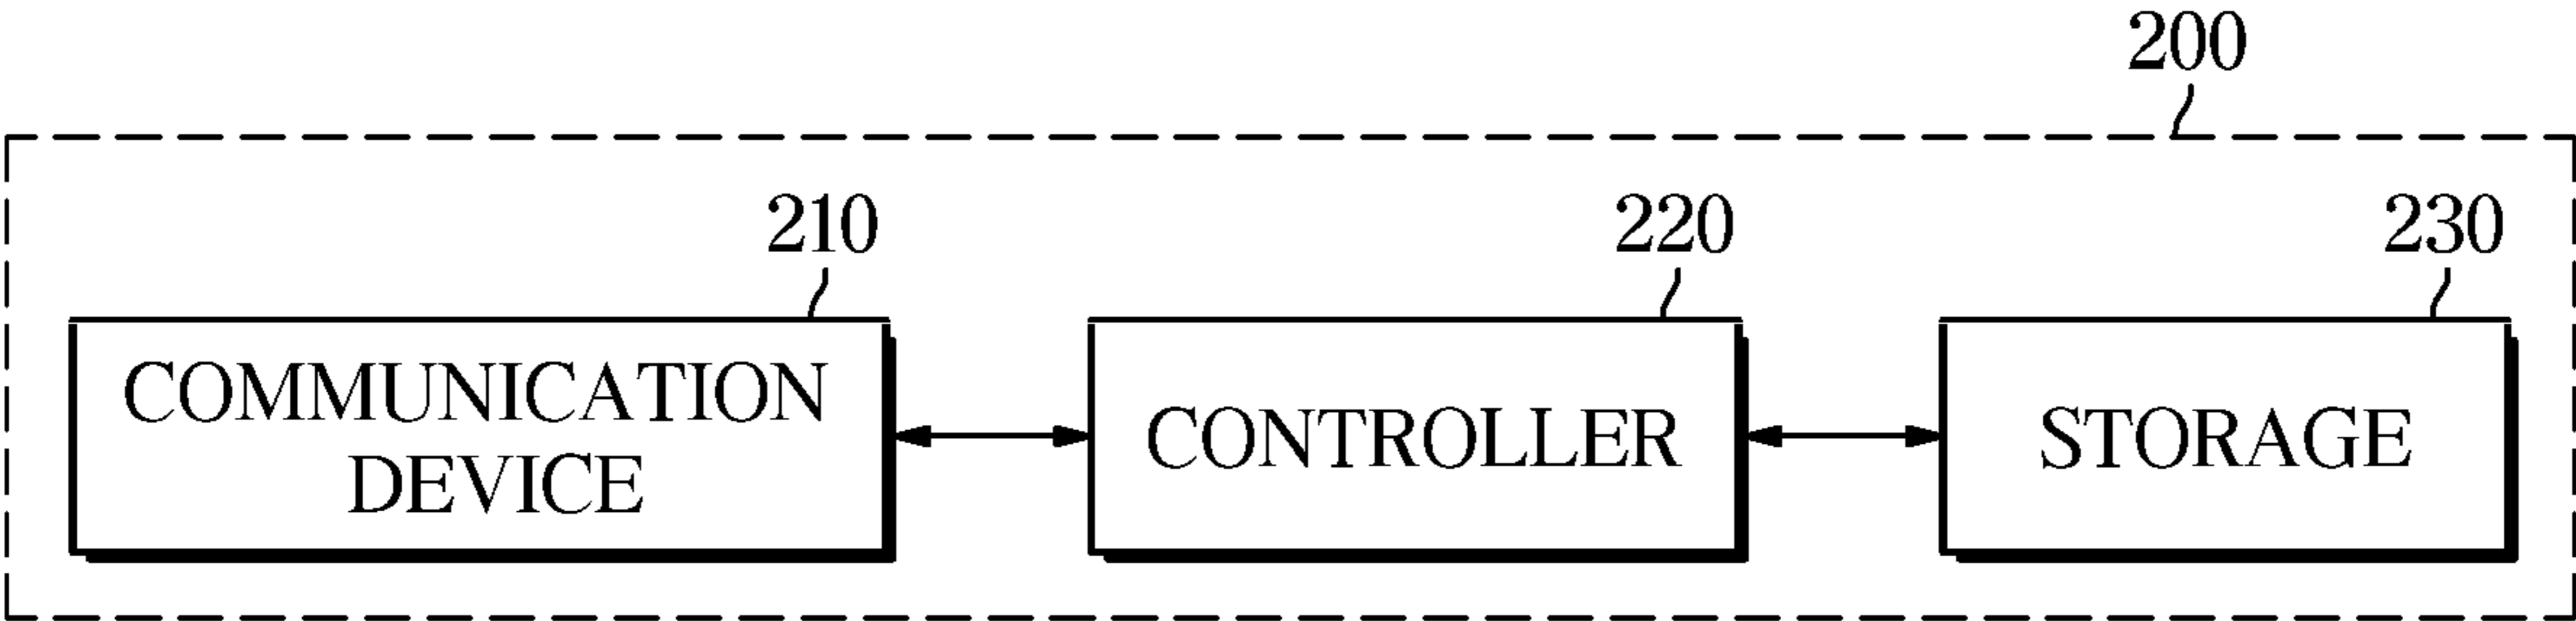 200
210
220
230
COMMUNICATION
DEVICE
CONTROLLER
STORAGE